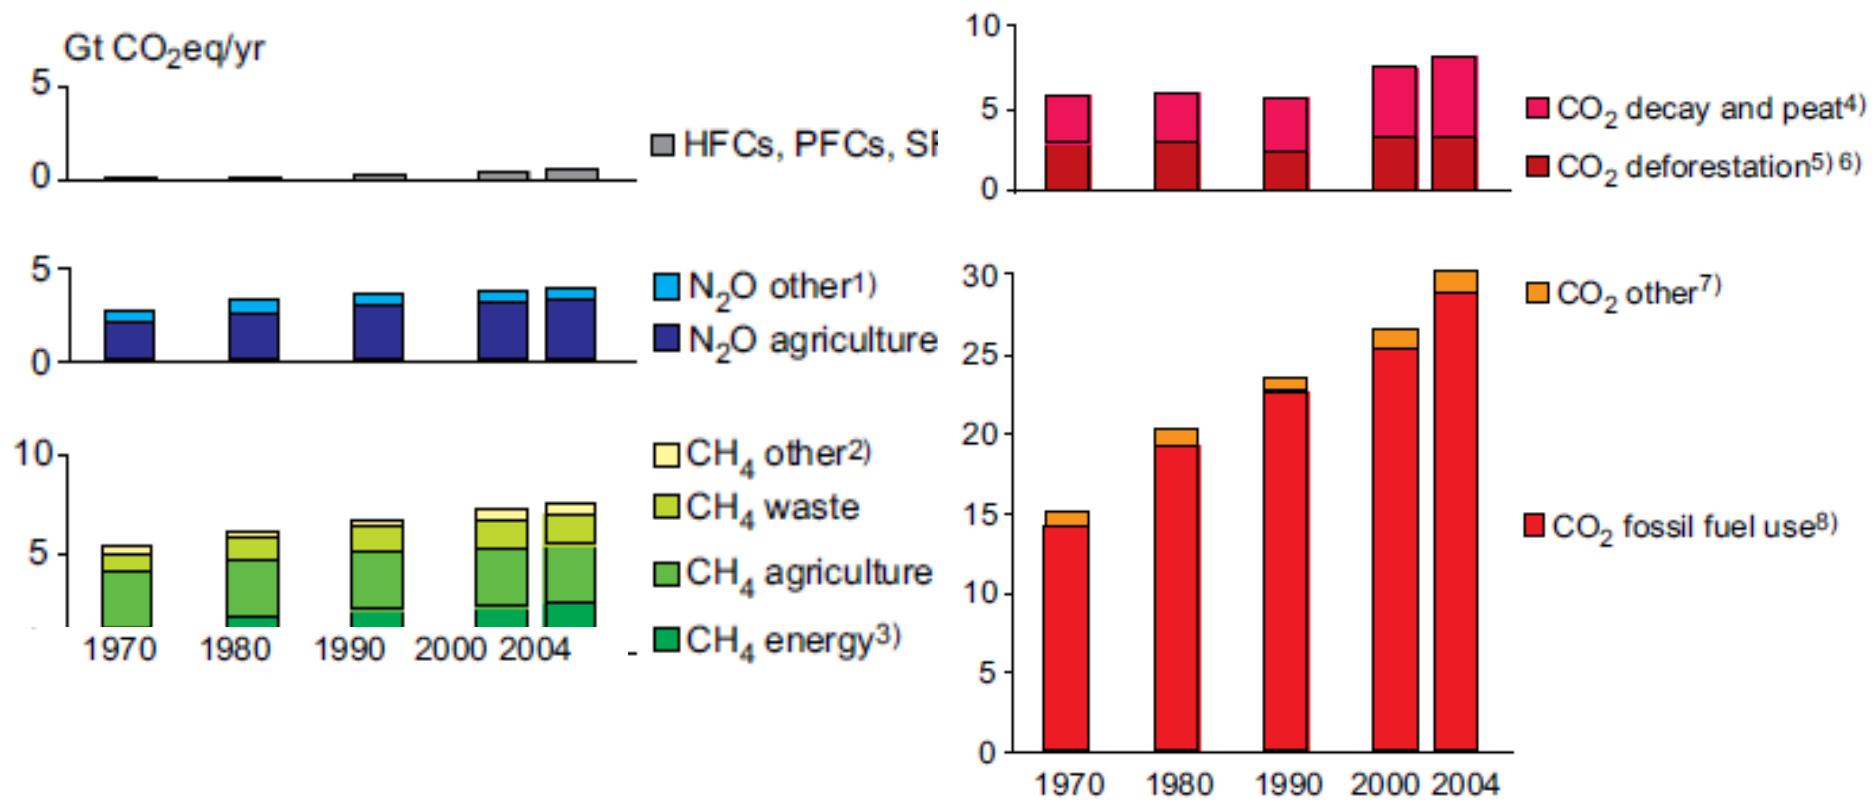 Gt CO₂eq/yr
5
0
HFCs, PFCs, SF
5
0
N₂O other1)
N₂O agriculture
10
5
CH₄ other2)
CH₄ waste
CH₄ agriculture
CH₄ energy3)
1970 1980 1990 2000 2004
10
5
0
CO₂ decay and peat4)
CO₂ deforestation5) 6)
30
25
20
15
10
5
0
CO₂ other7)
CO₂ fossil fuel use8)
1970 1980 1990 2000 2004